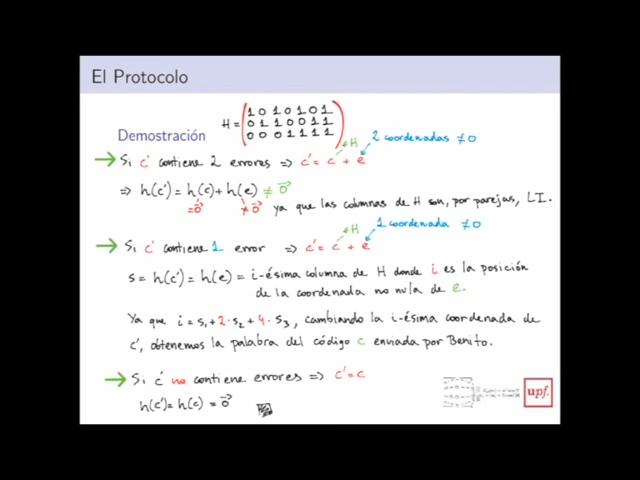 El Protocolo
1 0 1 0 1 0 1
H = 0 1 1 0 0 1 1
0 0 0 1 1 1 1
Demostración
∈ H
2 coordenadas ≠ 0
→ Si c' contiene 2 errores ⇒ c' = c + e
⇒ h(c') = h(c) + h(e) ≠ 0⃗
= 0⃗ ≠ 0⃗ ya que las columnas de H son, por parejas, LI.
∈ H
1 coordenada ≠ 0
→ Si c' contiene 1 error ⇒ c' = c + e
s = h(c') = h(e) = i-ésima columna de H donde i es la posición
de la coordenada no nula de e.
Ya que i = s₁ + 2·s₂ + 4·s₃, cambiando la i-ésima coordenada de
c', obtenemos la palabra del código c enviada por Benito.
→ Si c' no contiene errores ⇒ c' = c
h(c') = h(c) = 0⃗
upf.